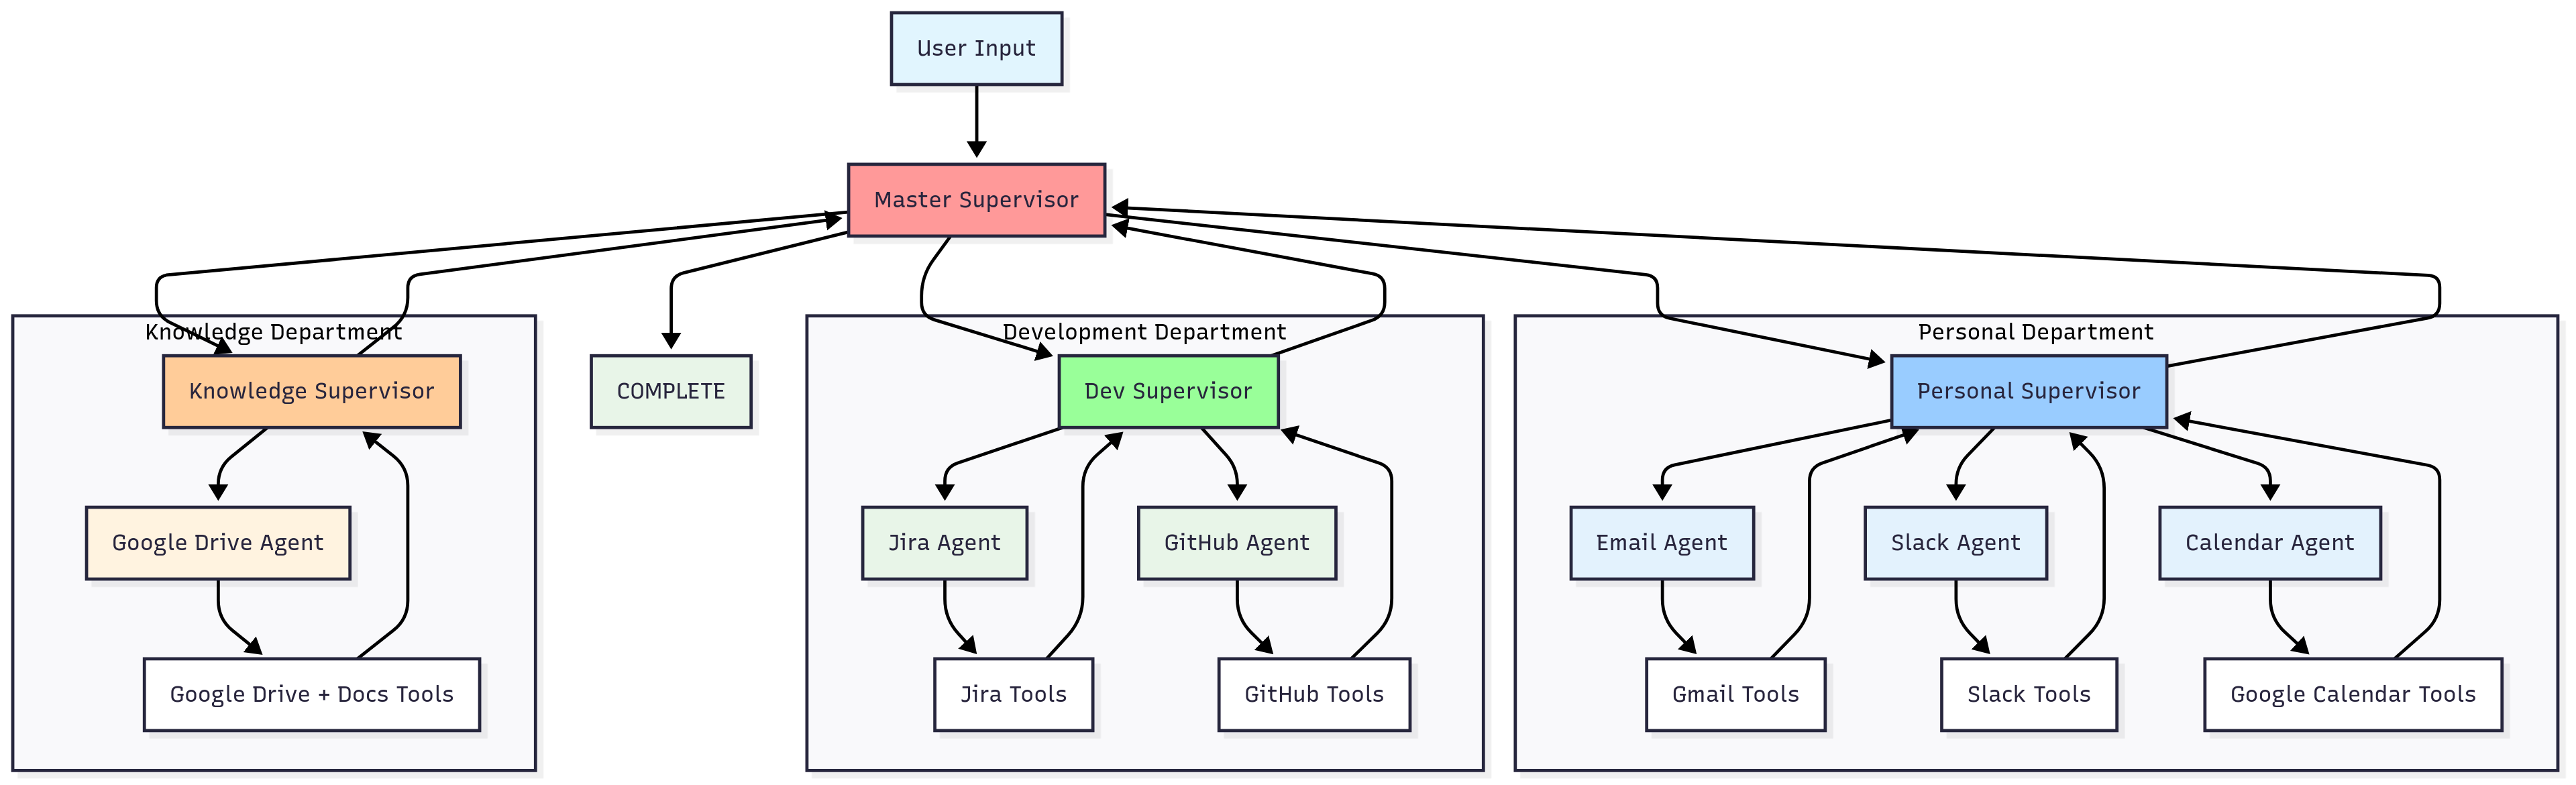 User Input
Master Supervisor
Knowledge Department
Development Department
Personal Department
Knowledge Supervisor
COMPLETE
Dev Supervisor
Personal Supervisor
Google Drive Agent
Jira Agent
GitHub Agent
Email Agent
Slack Agent
Calendar Agent
Google Drive + Docs Tools
Jira Tools
GitHub Tools
Gmail Tools
Slack Tools
Google Calendar Tools